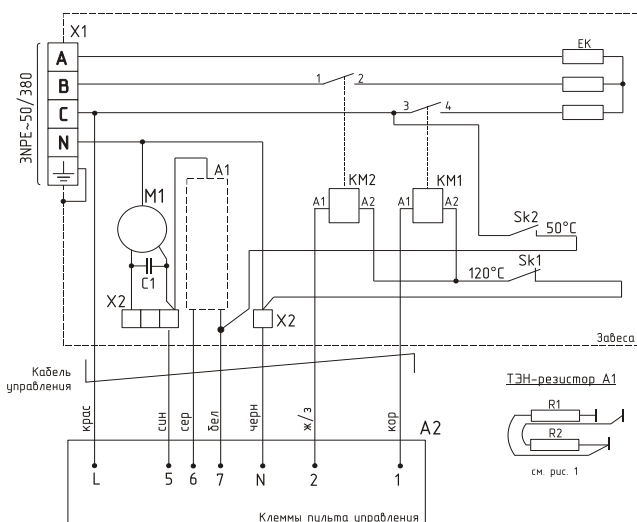 X1
3NPE~50/380
A
B
C
N
EK
1 2
3 4
A1
M1
KM2
KM1
A1 A2
A1 A2
Sk2
50°C
C1
Sk1
120°C
X2
X2
Завеса
Кабель
управления
ТЭН-резистор А1
R1
R2
см. рис. 1
крас
син
сер
бел
черн
ж/з
кор
A2
L 5 6 7 N 2 1
Клеммы пульта управления